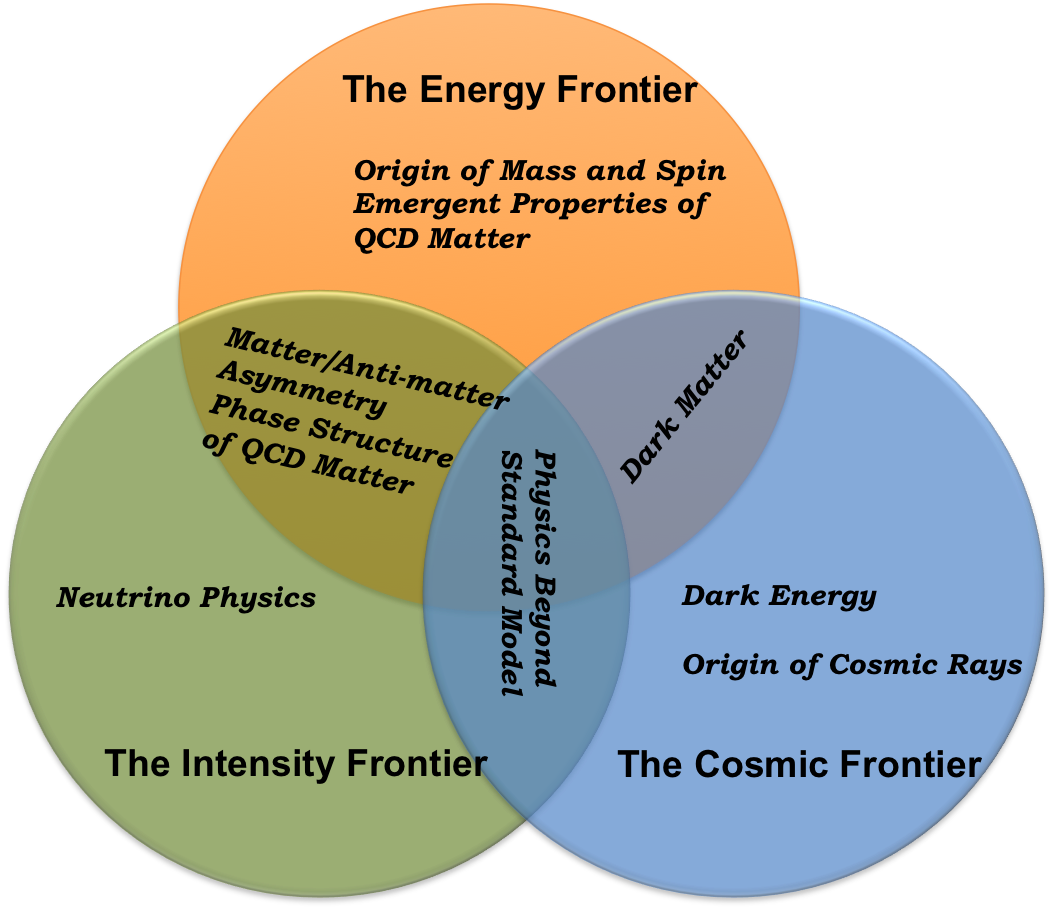 The Energy Frontier
Origin of Mass and Spin
Emergent Properties of
QCD Matter
Matter/Anti-matter
Asymmetry
Phase Structure
of QCD Matter
Dark Matter
Physics Beyond
Standard Model
Neutrino Physics
Dark Energy
Origin of Cosmic Rays
The Intensity Frontier
The Cosmic Frontier